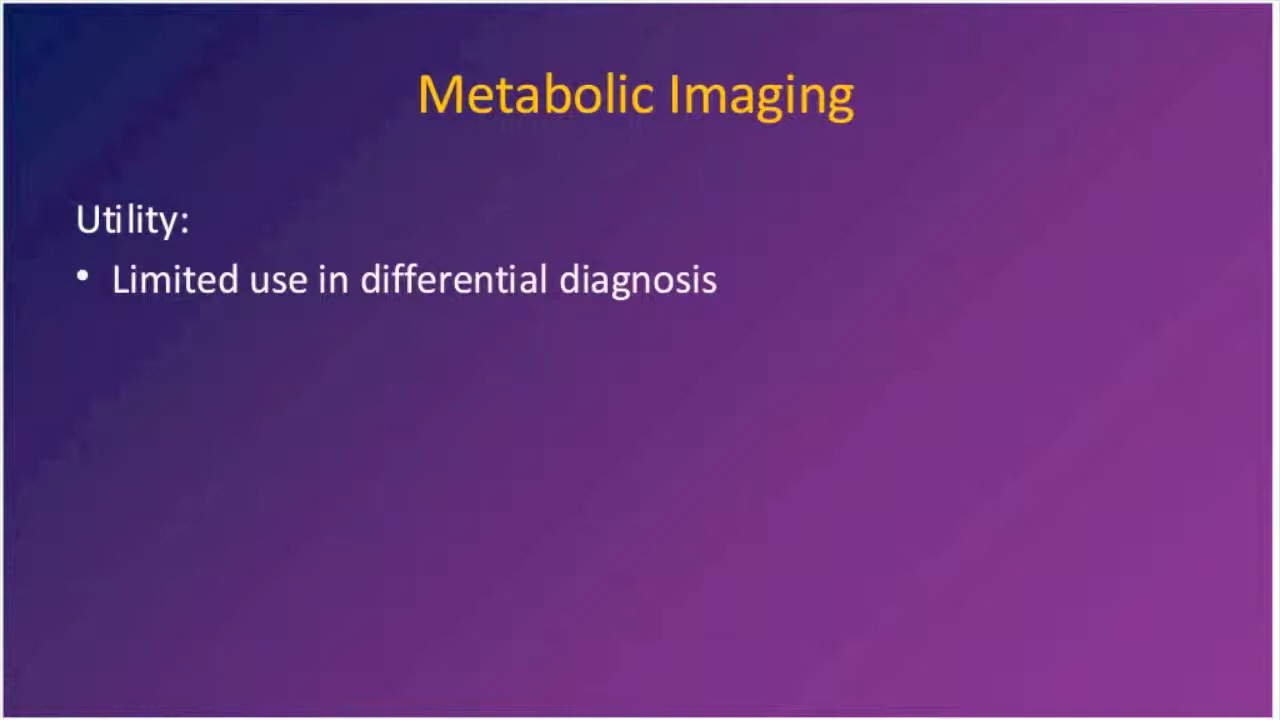 Metabolic Imaging
Utility:
• Limited use in differential diagnosis